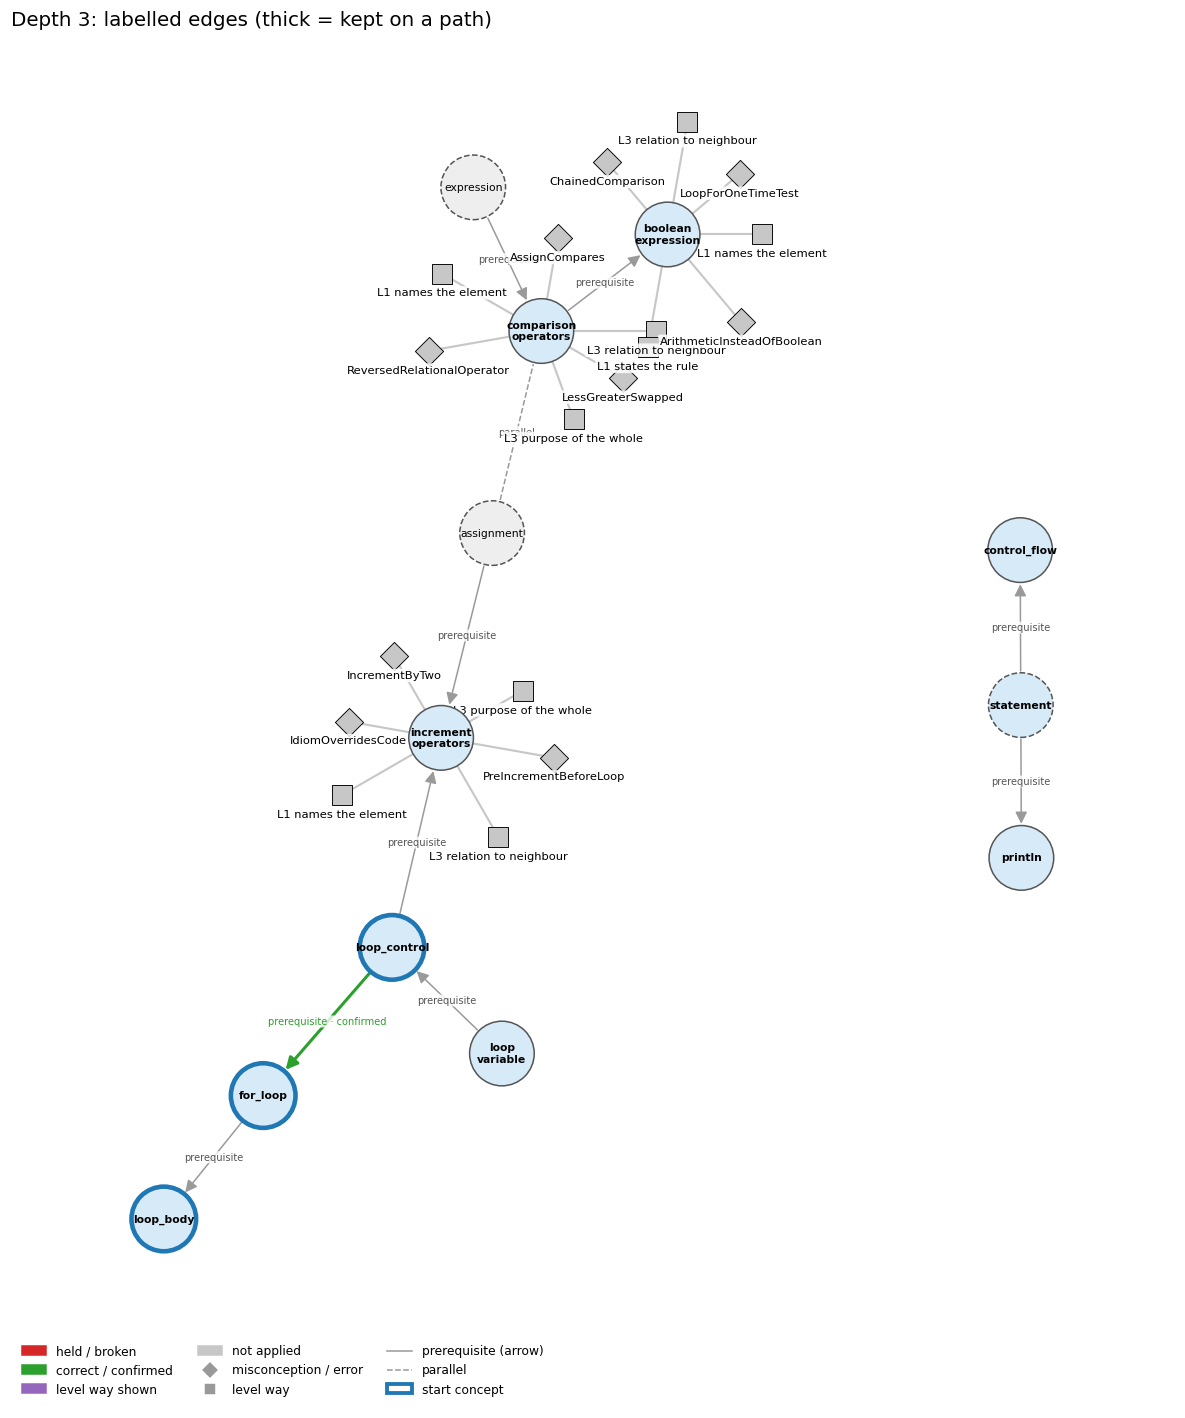 Depth 3: labelled edges (thick = kept on a path)
L3 relation to neighbour
ChainedComparison
expression
LoopForOneTimeTest
boolean
expression
L1 names the element
AssignCompares
prerequisite
L1 names the element
comparison
operators
ArithmeticInsteadOfBoolean
L3 relation to neighbour
L1 states the rule
ReversedRelationalOperator
LessGreaterSwapped
parallel
L3 purpose of the whole
assignment
control_flow
prerequisite
prerequisite
IncrementByTwo
L3 purpose of the whole
statement
increment
operators
IdiomOverridesCode
PreIncrementBeforeLoop
prerequisite
L1 names the element
prerequisite
L3 relation to neighbour
println
loop_control
prerequisite
prerequisite · confirmed
loop
variable
for_loop
prerequisite
loop_body
held / broken
correct / confirmed
level way shown
not applied
misconception / error
level way
prerequisite (arrow)
parallel
start concept